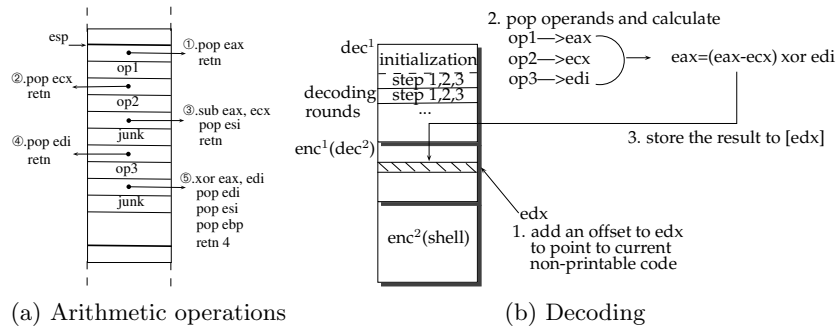 esp
①.pop eax
retn
op1
②.pop ecx
retn
op2
③.sub eax, ecx
pop esi
retn
junk
④.pop edi
retn
op3
⑤.xor eax, edi
pop edi
pop esi
pop ebp
retn 4
junk
(a) Arithmetic operations
dec¹
initialization
step 1,2,3
step 1,2,3
...
decoding
rounds
enc¹(dec²)
enc²(shell)
2. pop operands and calculate
op1—>eax
op2—>ecx
op3—>edi
eax=(eax-ecx) xor edi
3. store the result to [edx]
edx
1. add an offset to edx
to point to current
non-printable code
(b) Decoding